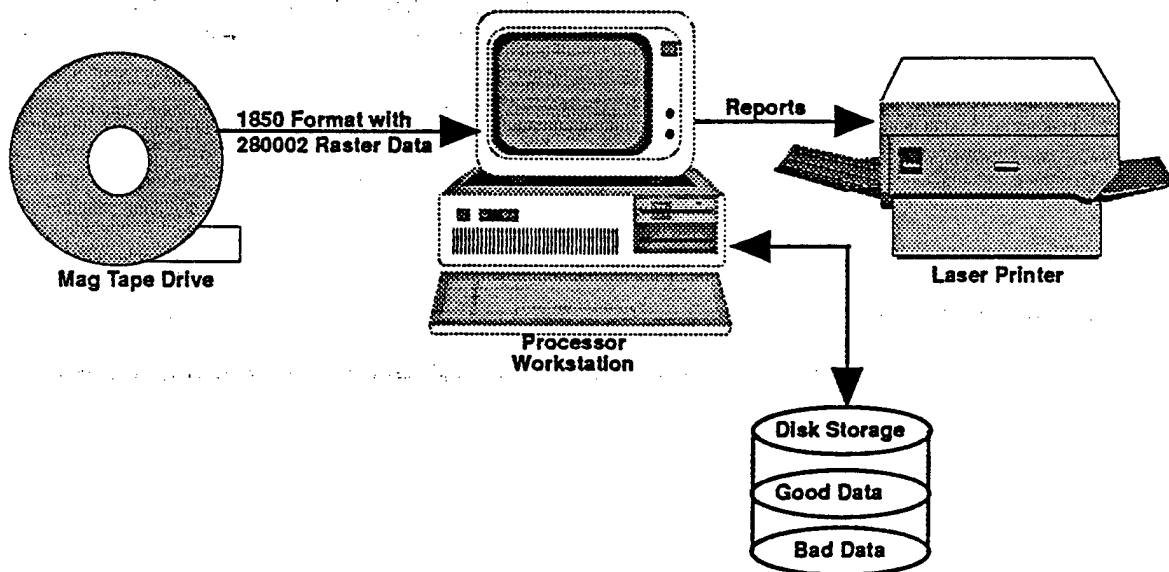 1850 Format with
280002 Raster Data
Reports
Mag Tape Drive
Laser Printer
Processor
Workstation
Disk Storage
Good Data
Bad Data